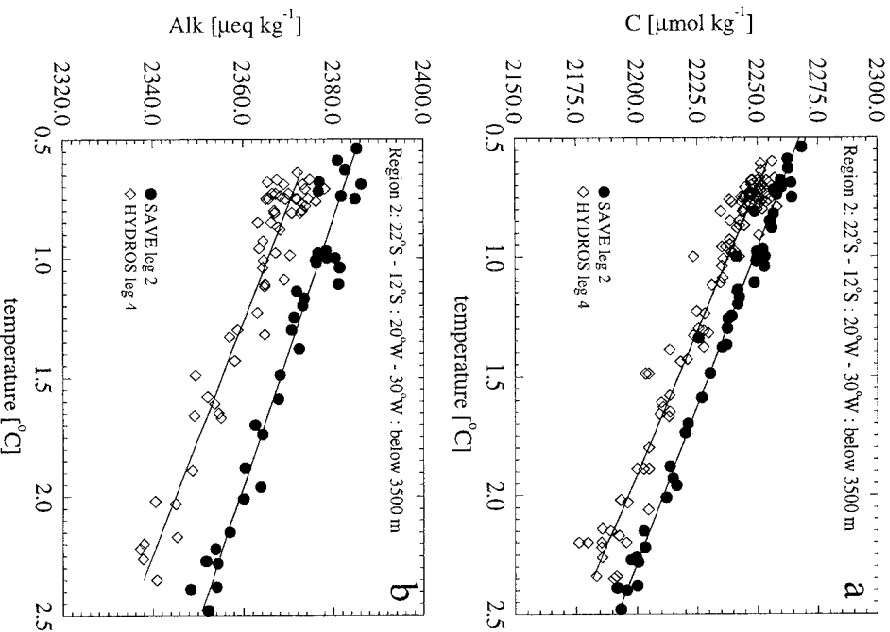 C [μmol kg⁻¹]
2300.0
2275.0
2250.0
2225.0
2200.0
2175.0
2150.0
Region 2: 22°S - 12°S : 20°W - 30°W : below 3500 m
a
● SAVE leg 2
◇ HYDROS leg 4
0.5
1.0
1.5
2.0
2.5
temperature [°C]
Alk [μeq kg⁻¹]
2400.0
2380.0
2360.0
2340.0
2320.0
Region 2: 22°S - 12°S : 20°W - 30°W : below 3500 m
b
● SAVE leg 2
◇ HYDROS leg 4
0.5
1.0
1.5
2.0
2.5
temperature [°C]